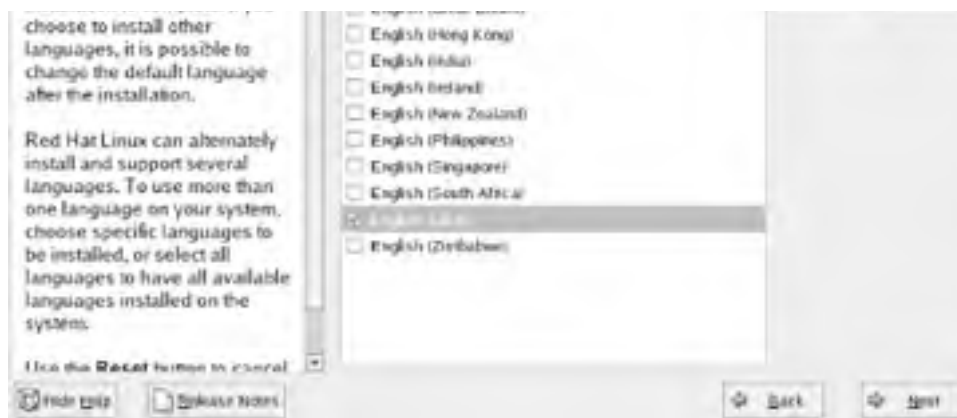 choose to install other
languages, it is possible to
change the default language
after the installation.
Red Hat Linux can alternately
install and support several
languages. To use more than
one language on your system,
choose specific languages to
be installed, or select all
languages to have all available
languages installed on the
system.
Use the Reset button to cancel
English (Hong Kong)
English (India)
English (Ireland)
English (New Zealand)
English (Philippines)
English (Singapore)
English (South Africa)
English
English (Zimbabwe)
Hide Help
Release Notes
Back
Next